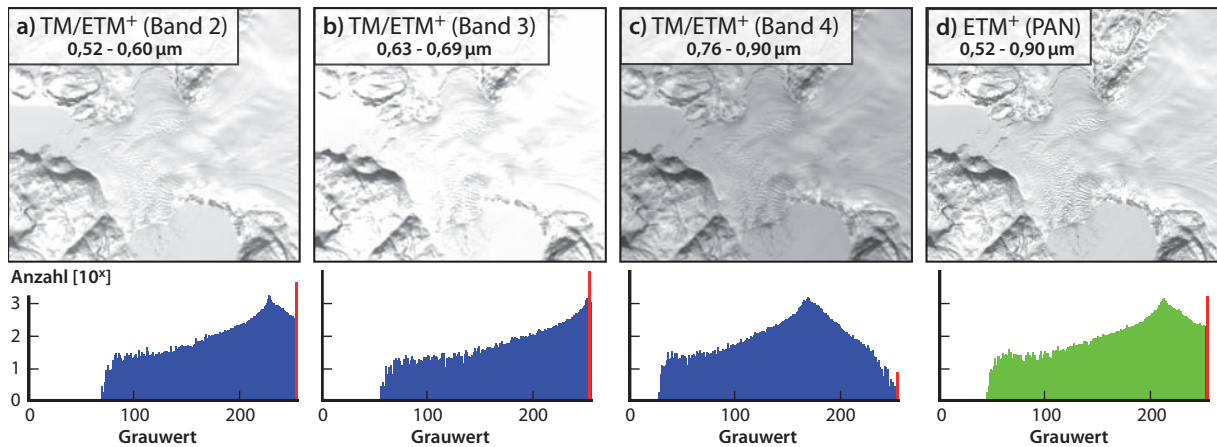 a) TM/ETM⁺ (Band 2)
0,52 - 0,60 µm
b) TM/ETM⁺ (Band 3)
0,63 - 0,69 µm
c) TM/ETM⁺ (Band 4)
0,76 - 0,90 µm
d) ETM⁺ (PAN)
0,52 - 0,90 µm
Anzahl [10ˣ]
3
2
1
0
0 100 200
Grauwert
0 100 200
Grauwert
0 100 200
Grauwert
0 100 200
Grauwert